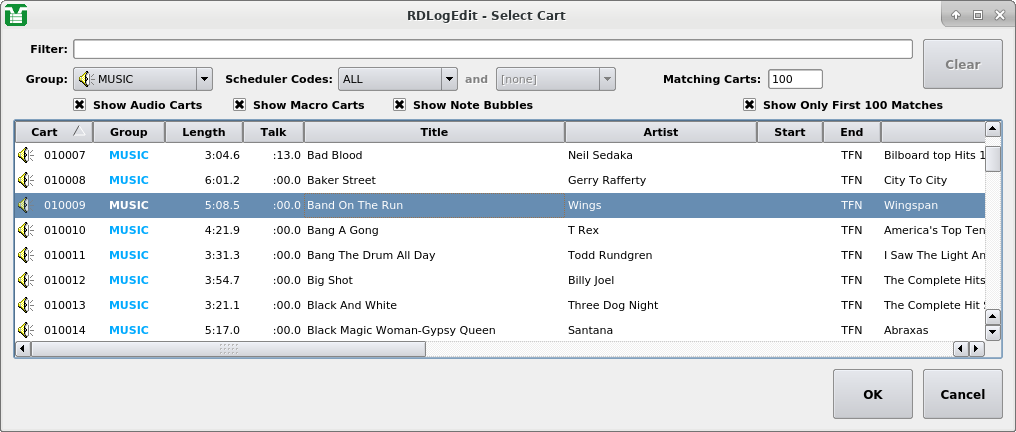 RDLogEdit - Select Cart
Filter:
Clear
Group: MUSIC Scheduler Codes: ALL and [none] Matching Carts: 100
Show Audio Carts Show Macro Carts Show Note Bubbles Show Only First 100 Matches
Cart Group Length Talk Title Artist Start End
010007 MUSIC 3:04.6 :13.0 Bad Blood Neil Sedaka TFN Bilboard top Hits 1
010008 MUSIC 6:01.2 :00.0 Baker Street Gerry Rafferty TFN City To City
010009 MUSIC 5:08.5 :00.0 Band On The Run Wings TFN Wingspan
010010 MUSIC 4:21.9 :00.0 Bang A Gong T Rex TFN America's Top Ten
010011 MUSIC 3:31.3 :00.0 Bang The Drum All Day Todd Rundgren TFN I Saw The Light An
010012 MUSIC 3:54.7 :00.0 Big Shot Billy Joel TFN The Complete Hits
010013 MUSIC 3:21.1 :00.0 Black And White Three Dog Night TFN The Complete Hit
010014 MUSIC 5:17.0 :00.0 Black Magic Woman-Gypsy Queen Santana TFN Abraxas
OK Cancel